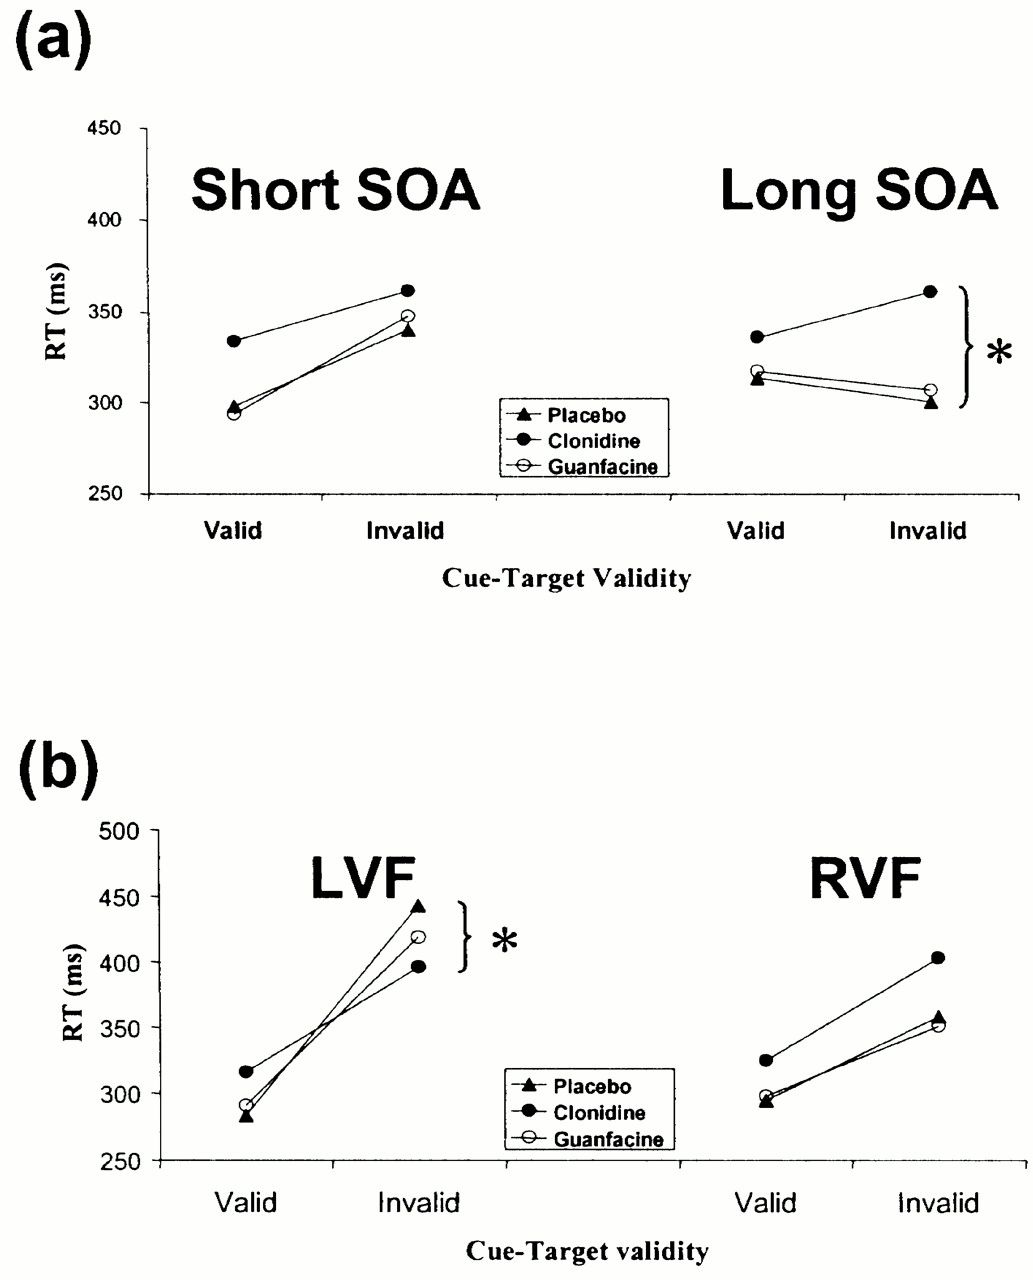 (a)
450
Short SOA
Long SOA
400
RT (ms)
350
*
300
Placebo
Clonidine
Guanfacine
250
Valid
Invalid
Valid
Invalid
Cue-Target Validity
(b)
500
LVF
RVF
450
*
400
RT (ms)
350
300
Placebo
Clonidine
Guanfacine
250
Valid
Invalid
Valid
Invalid
Cue-Target validity